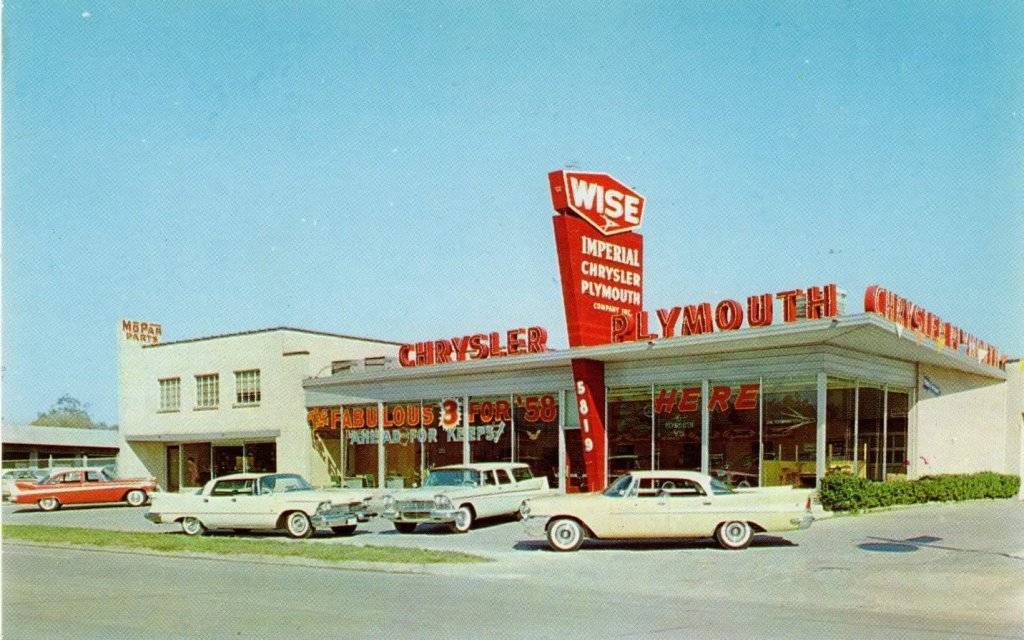 WISE
IMPERIAL
CHRYSLER
PLYMOUTH
COMPANY INC.
MOPAR
PARTS
CHRYSLER
PLYMOUTH
CHRYSLER PLYMOUTH
5819
FABULOUS 3 FOR '58
AHEAD FOR KEEPS!
HERE